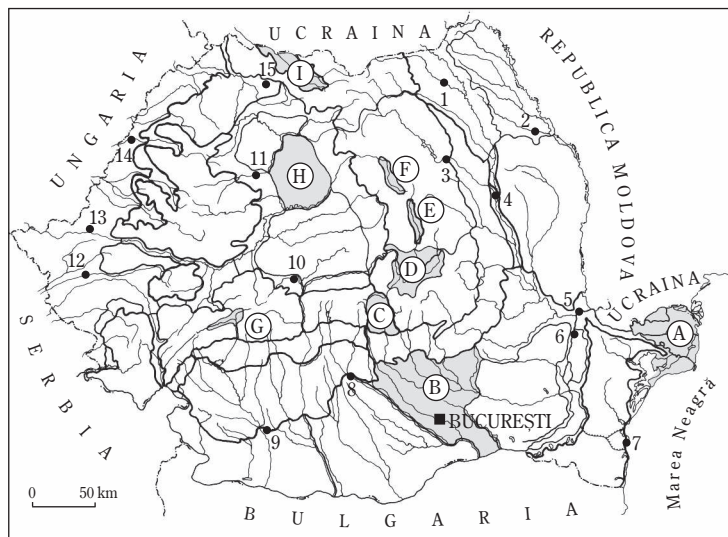 UCRAINA
UNGARIA
REPUBLICA MOLDOVA
I
15
1
2
14
11
H
F
3
4
E
13
12
10
D
C
G
5
UCRAINA
6
A
SERBIA
8
B
BUCUREȘTI
9
7
Marea Neagră
0 50 km
BULGARIA